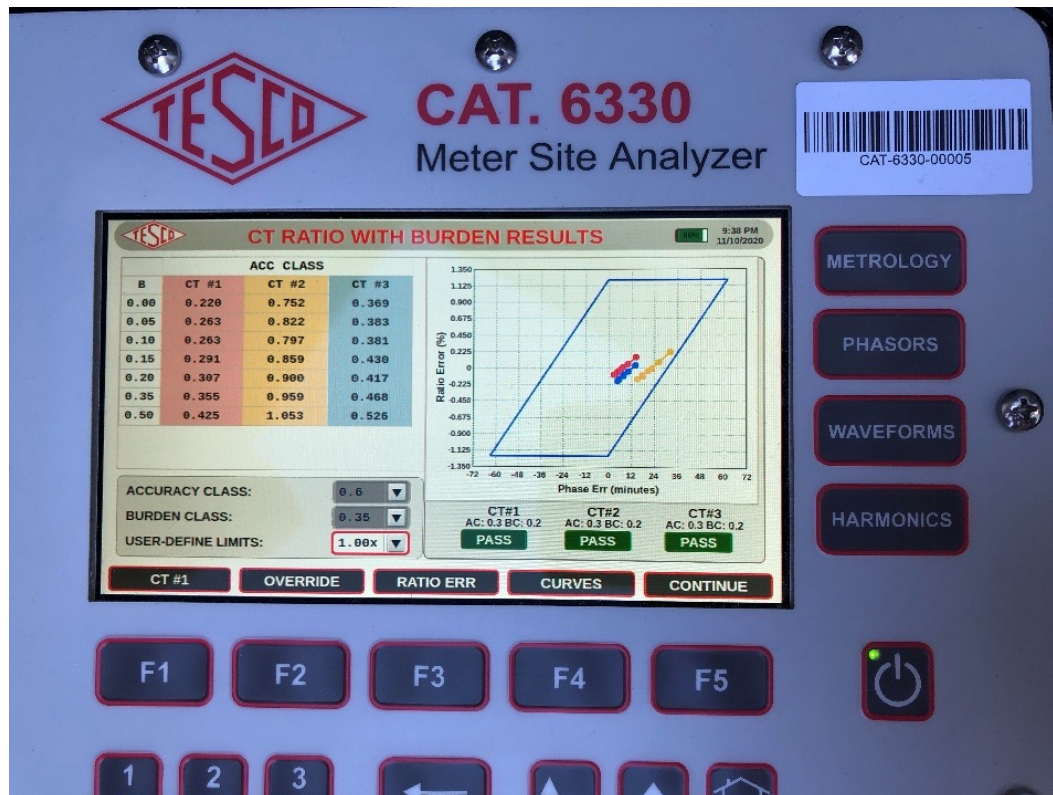 TESCO
CAT. 6330
Meter Site Analyzer
CAT-6330-00005
TESCO
CT RATIO WITH BURDEN RESULTS
9:38 PM
11/10/2020
ACC CLASS
B CT #1 CT #2 CT #3
0.00 0.220 0.752 0.369
0.05 0.263 0.822 0.383
0.10 0.263 0.797 0.381
0.15 0.291 0.859 0.430
0.20 0.307 0.900 0.417
0.35 0.355 0.959 0.468
0.50 0.425 1.053 0.526
Ratio Error (%)
1.350
1.125
0.900
0.675
0.450
0.225
0
-0.225
-0.450
-0.675
-0.900
-1.125
-1.350
-72 -60 -48 -36 -24 -12 0 12 24 36 48 60 72
Phase Err (minutes)
ACCURACY CLASS: 0.6
BURDEN CLASS: 0.35
USER-DEFINE LIMITS: 1.00x
CT#1 CT#2 CT#3
AC: 0.3 BC: 0.2 AC: 0.3 BC: 0.2 AC: 0.3 BC: 0.2
PASS PASS PASS
CT #1 OVERRIDE RATIO ERR CURVES CONTINUE
METROLOGY
PHASORS
WAVEFORMS
HARMONICS
F1 F2 F3 F4 F5
1 2 3